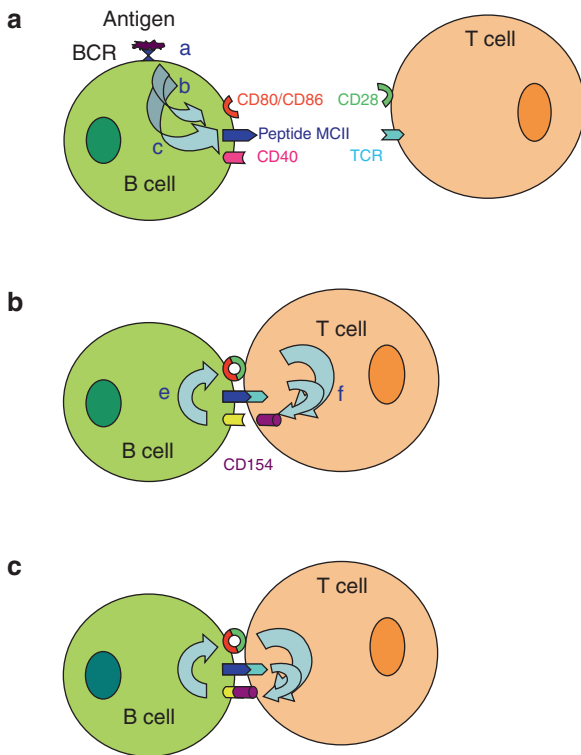 a
Antigen
BCR
a
b
c
B cell
CD80/CD86
Peptide MCII
CD40
CD28
TCR
T cell
b
T cell
e
f
B cell
CD154
c
T cell
B cell